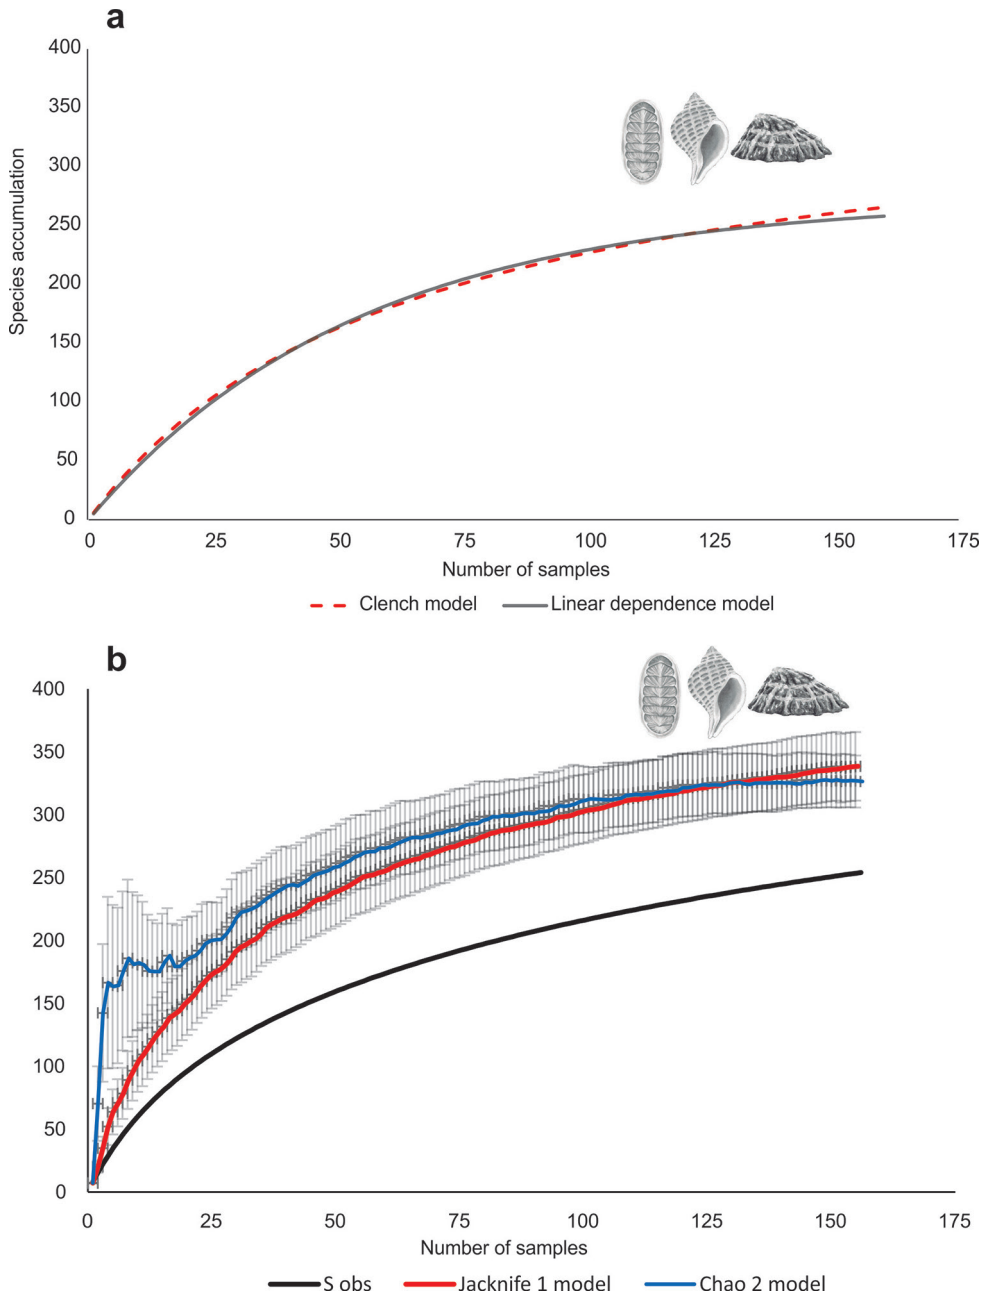 a
400
350
300
250
200
150
100
50
0
Species accumulation
0 25 50 75 100 125 150 175
Number of samples
Clench model Linear dependence model
b
400
350
300
250
200
150
100
50
0
0 25 50 75 100 125 150 175
Number of samples
S obs Jacknife 1 model Chao 2 model